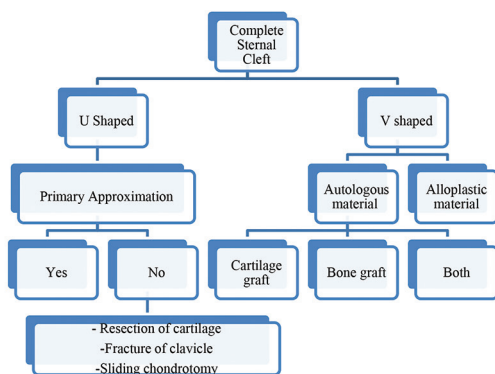 Complete
Sternal
Cleft
U Shaped
V shaped
Primary Approximation
Autologous
material
Alloplastic
material
Yes
No
Cartilage
graft
Bone graft
Both
- Resection of cartilage
-Fracture of clavicle
-Sliding chondrotomy